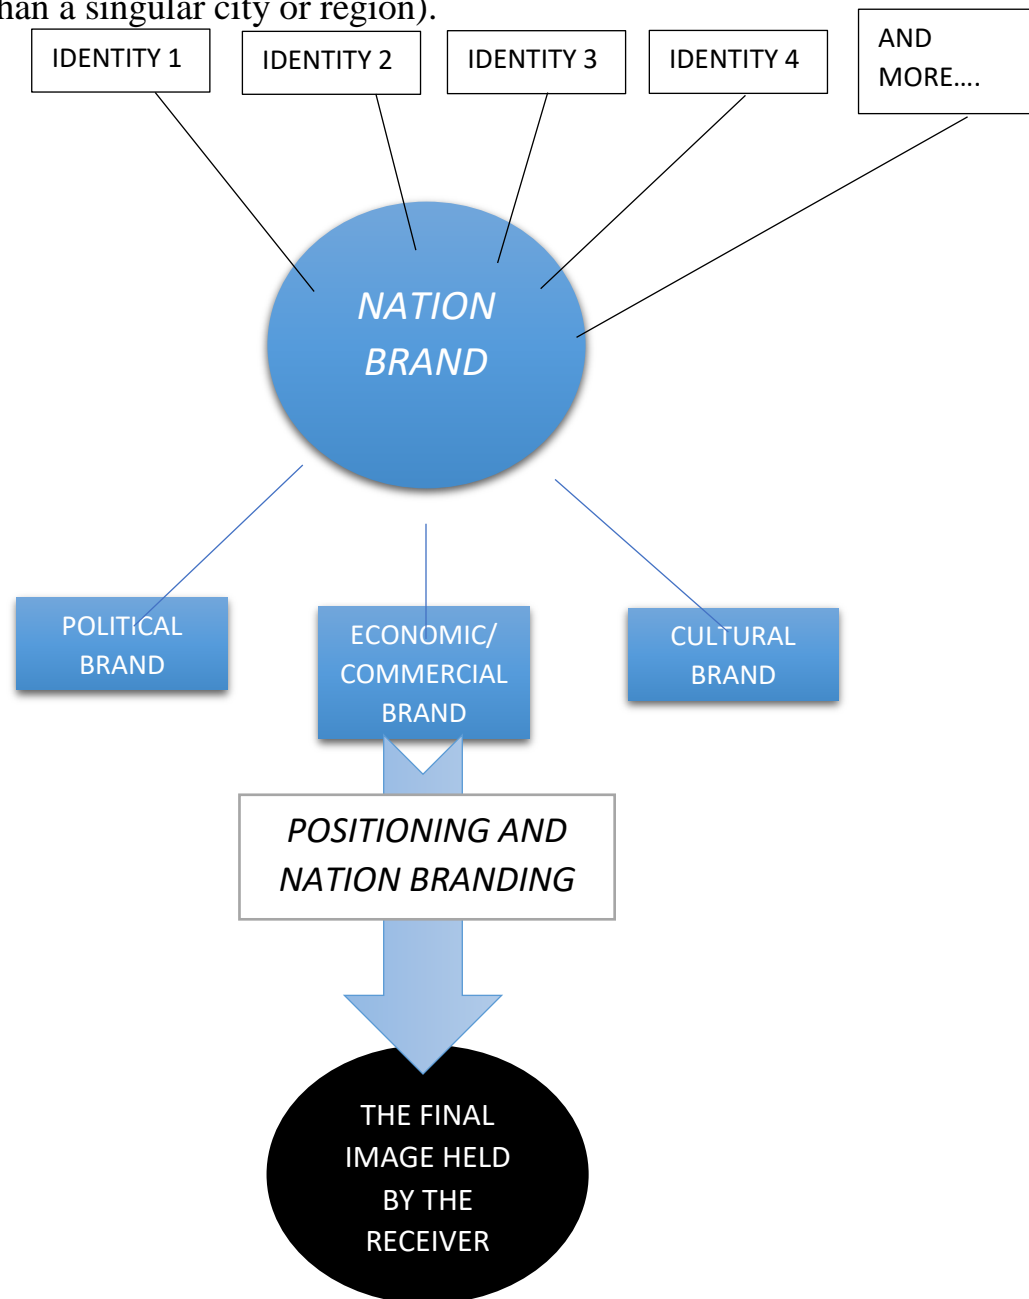 than a singular city or region).
IDENTITY 1
IDENTITY 2
IDENTITY 3
IDENTITY 4
AND
MORE....
NATION
BRAND
POLITICAL
BRAND
ECONOMIC/
COMMERCIAL
BRAND
CULTURAL
BRAND
POSITIONING AND
NATION BRANDING
THE FINAL
IMAGE HELD
BY THE
RECEIVER